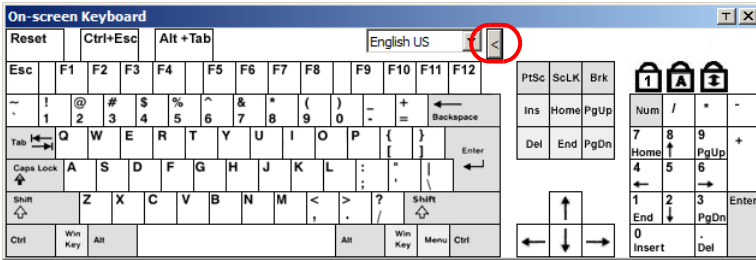 On-screen Keyboard T X
Reset Ctrl+Esc Alt +Tab English US <
Esc F1 F2 F3 F4 F5 F6 F7 F8 F9 F10 F11 F12 PtSc ScLK Brk 1 A
~ ! @ # $ % ^ & * ( ) _ +
` 1 2 3 4 5 6 7 8 9 0 - = Backspace Ins Home PgUp Num / * -
Tab Q W E R T Y U I O P { } Del End PgDn 7 8 9 +
[ ] Enter Home PgUp
Caps Lock A S D F G H J K L : " | 4 5 6
; ' \
Shift Z X C V B N M < > ? Shift 1 2 3 Enter
, . / End PgDn
Ctrl Win Key Alt Alt Win Key Menu Ctrl 0 .
Insert Del